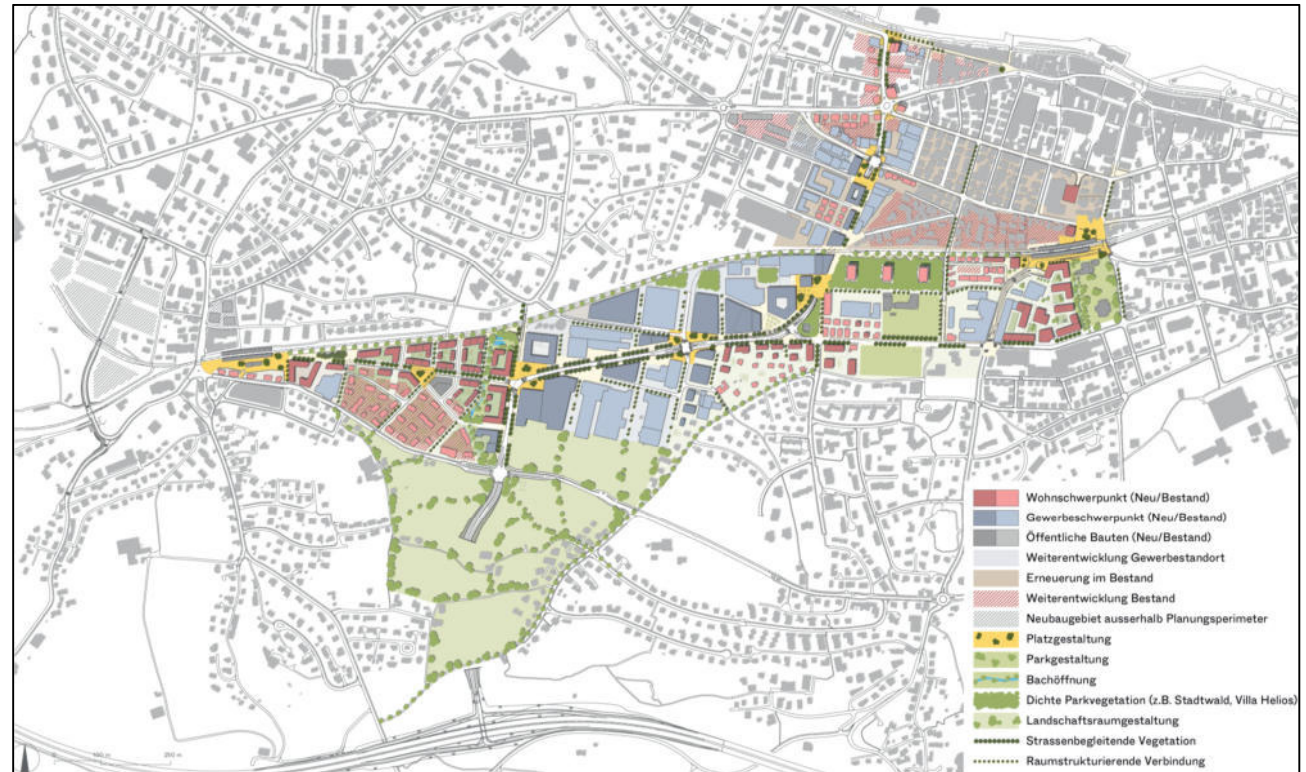 Wohnschwerpunkt (Neu/Bestand)
Gewerbeschwerpunkt (Neu/Bestand)
Öffentliche Bauten (Neu/Bestand)
Weiterentwicklung Gewerbestandort
Erneuerung im Bestand
Weiterentwicklung Bestand
Neubaugebiet ausserhalb Planungsperimeter
Platzgestaltung
Parkgestaltung
Bachöffnung
Dichte Parkvegetation (z.B. Stadtwald, Villa Helios)
Landschaftsraumgestaltung
Strassenbegleitende Vegetation
Raumstrukturierende Verbindung